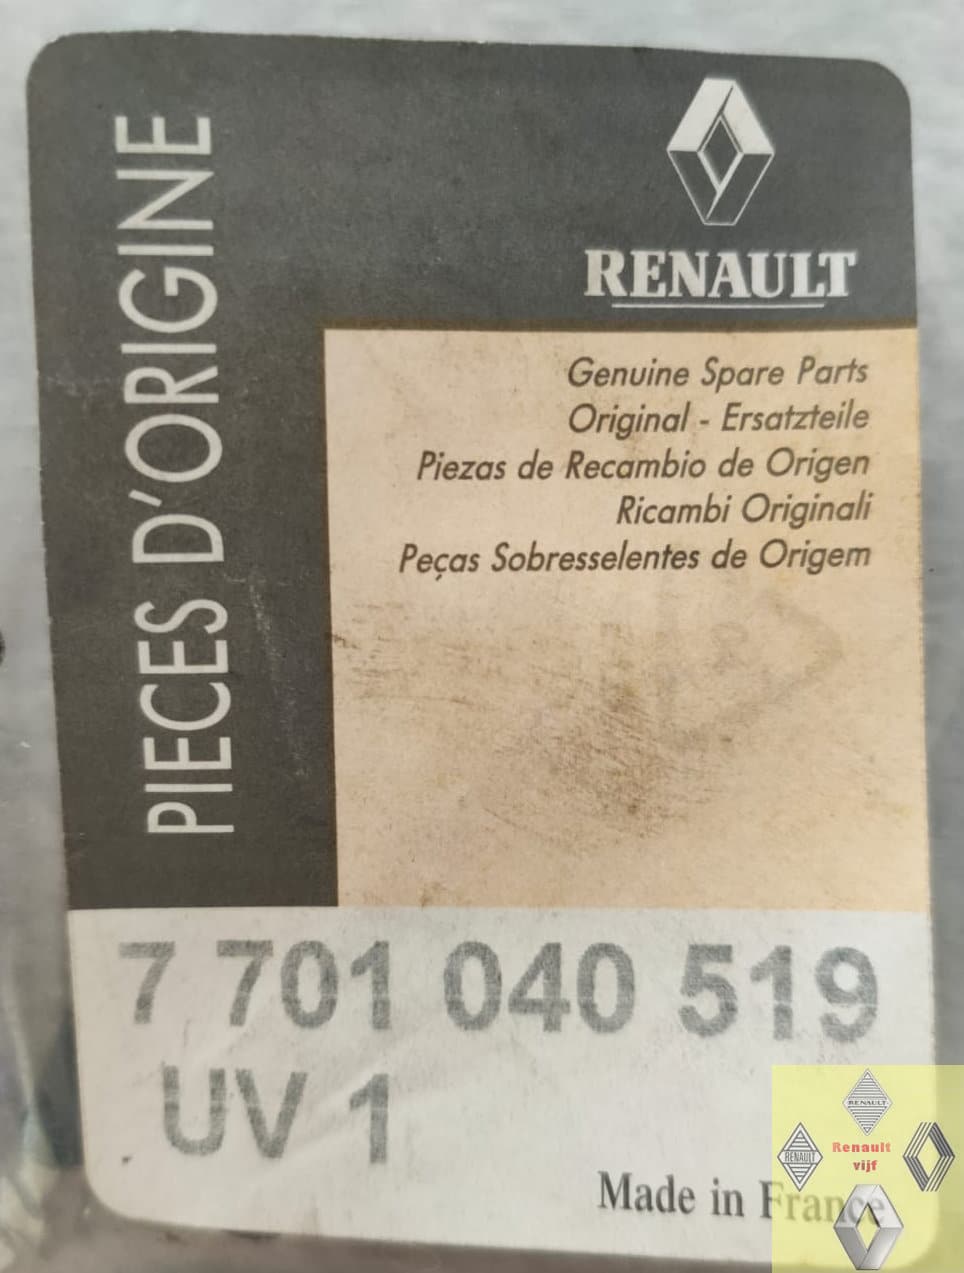 PIECES D'ORIGINE
RENAULT
Genuine Spare Parts
Original - Ersatzteile
Piezas de Recambio de Origen
Ricambi Originali
Peças Sobresselentes de Origem
7 701 040 519
UV 1
Made in France
RENAULT
RENAULT
Renault
vijf